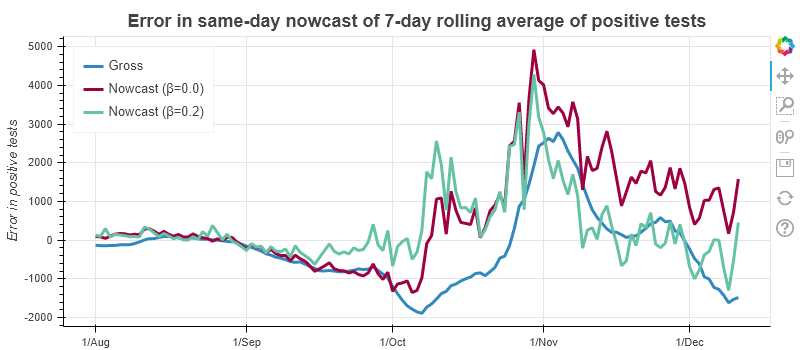 Error in same-day nowcast of 7-day rolling average of positive tests
Error in positive tests
5000
4000
3000
2000
1000
0
-1000
-2000
Gross
Nowcast (β=0.0)
Nowcast (β=0.2)
1/Aug
1/Sep
1/Oct
1/Nov
1/Dec